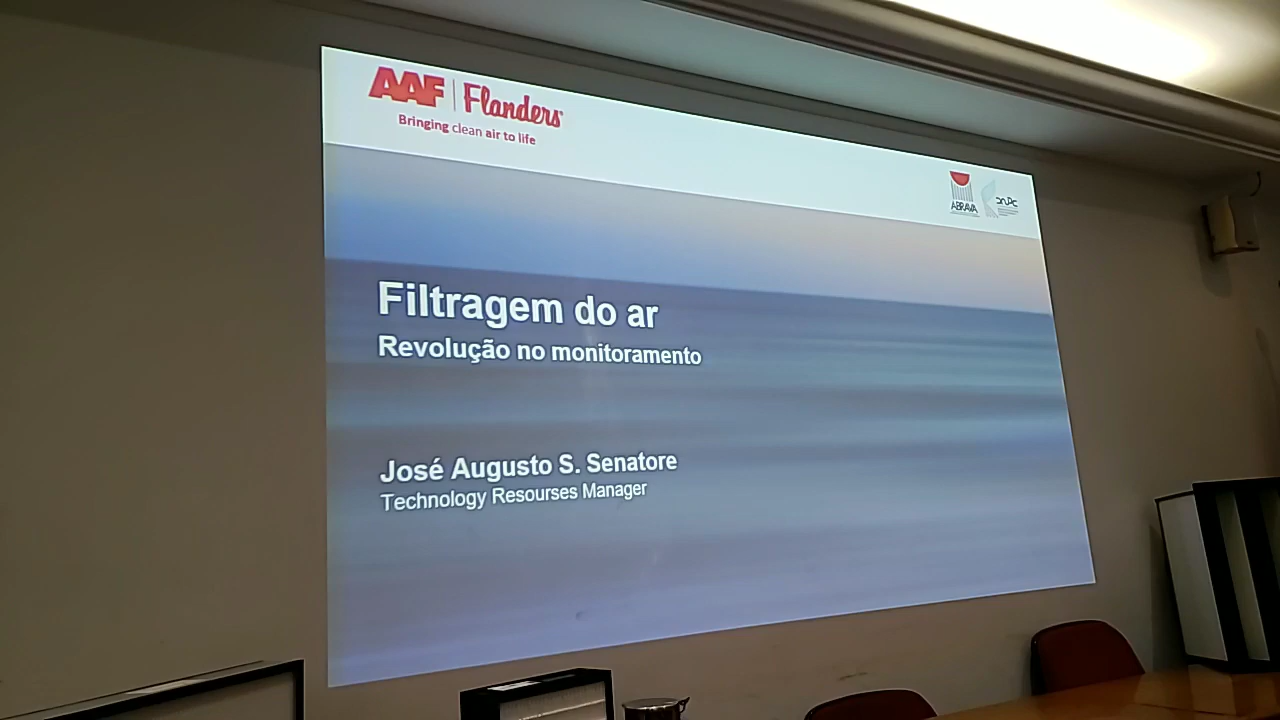 AAF | Flanders®
Bringing clean air to life
ABRAVA
Filtragem do ar
Revolução no monitoramento
José Augusto S. Senatore
Technology Resourses Manager